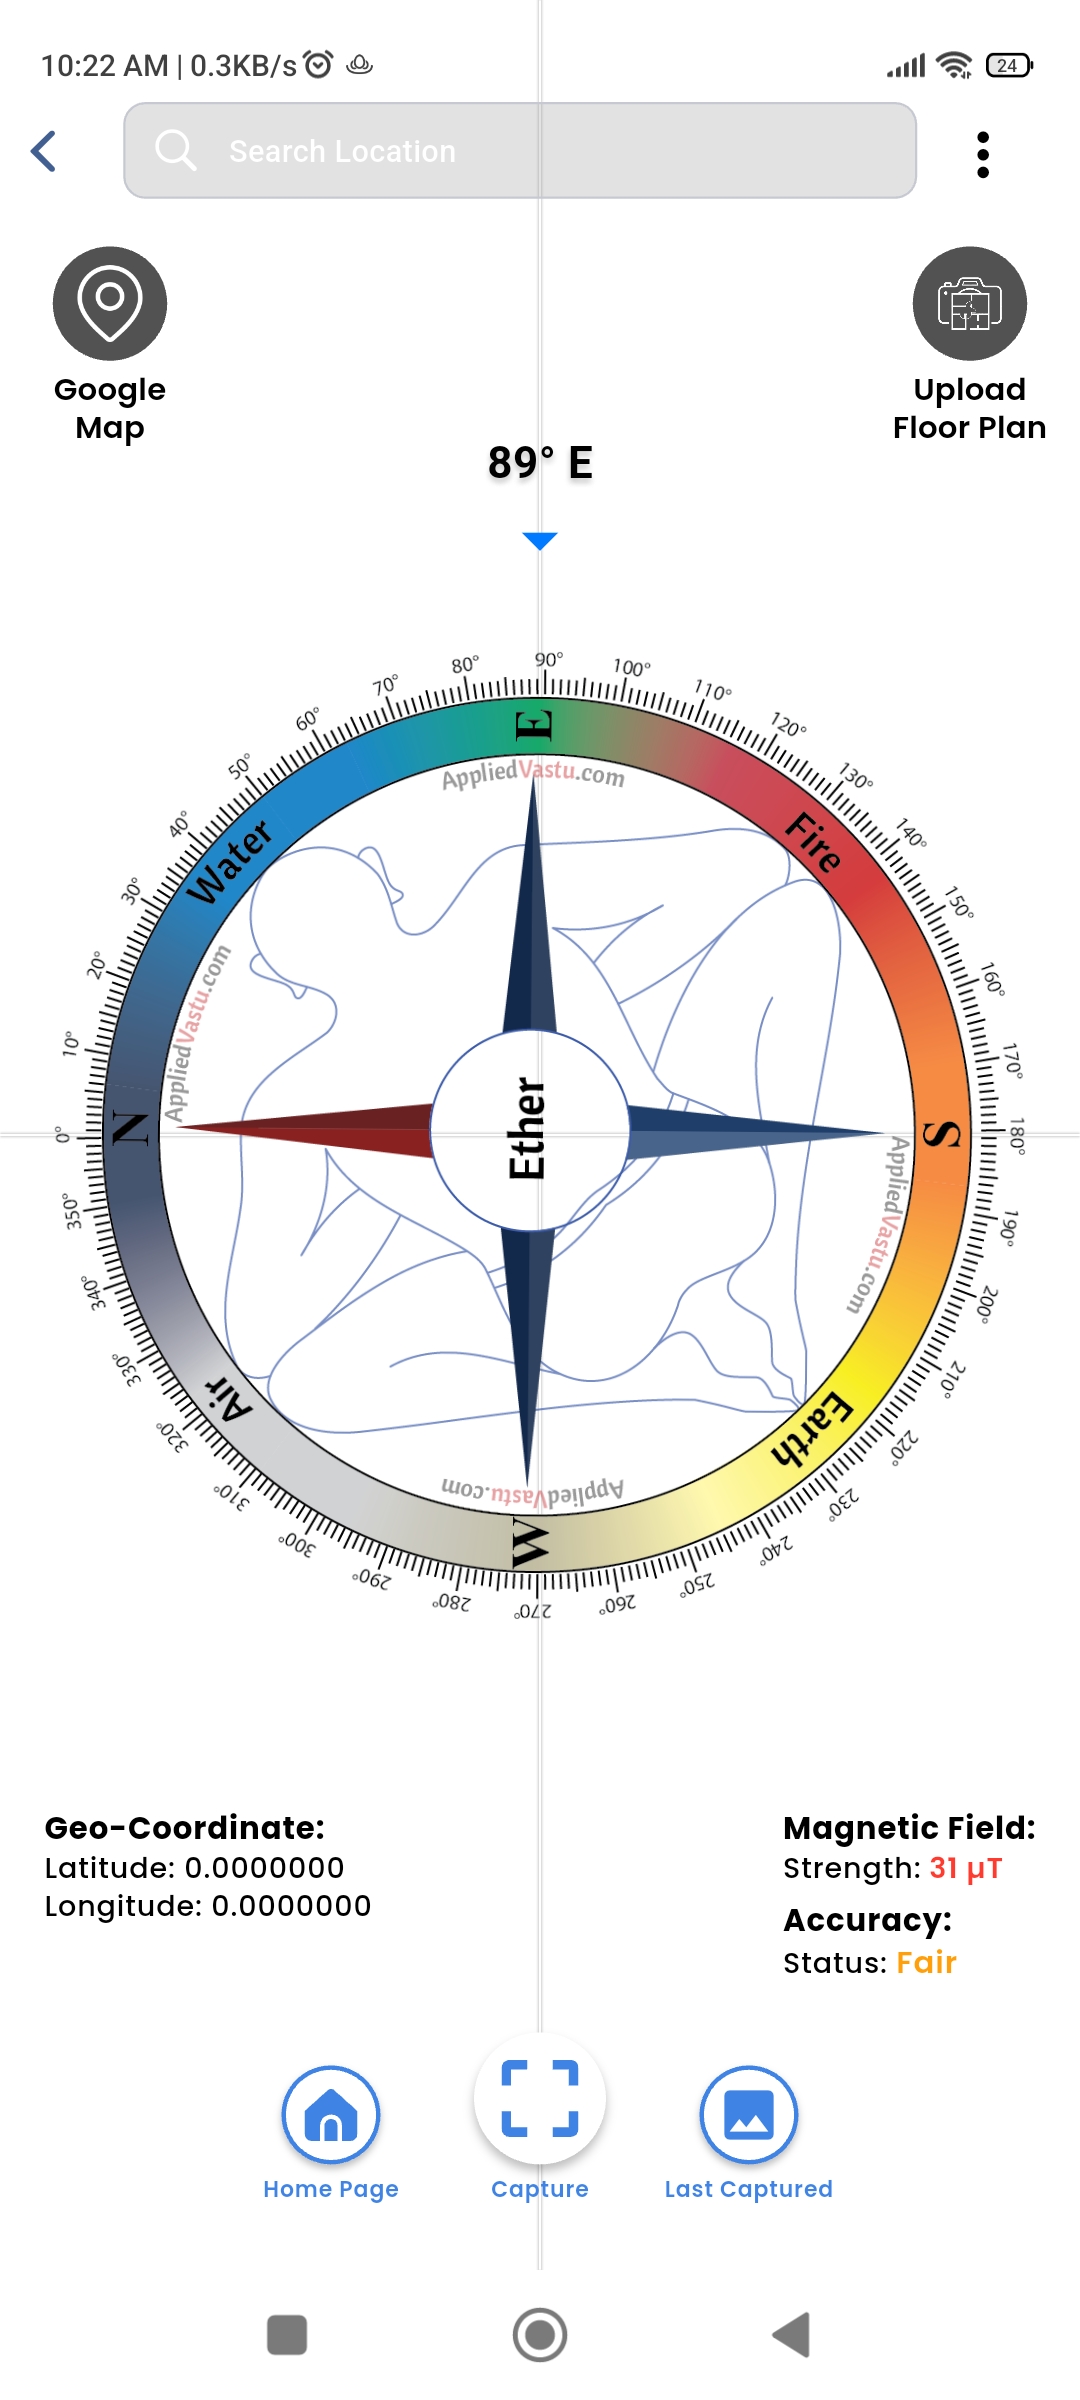 10:22 AM | 0.3KB/s
24
Search Location
Google
Map
Upload
Floor Plan
89° E
0°
10°
20°
30°
40°
50°
60°
70°
80°
90°
100°
110°
120°
130°
140°
150°
160°
170°
180°
190°
200°
210°
220°
230°
240°
250°
260°
270°
280°
290°
300°
310°
320°
330°
340°
350°
E
AppliedVastu.com
Water
Fire
AppliedVastu.com
N
Ether
S
AppliedVastu.com
Air
Earth
AppliedVastu.com
W
Geo-Coordinate:
Latitude: 0.0000000
Longitude: 0.0000000
Magnetic Field:
Strength: 31 µT
Accuracy:
Status: Fair
Home Page
Capture
Last Captured